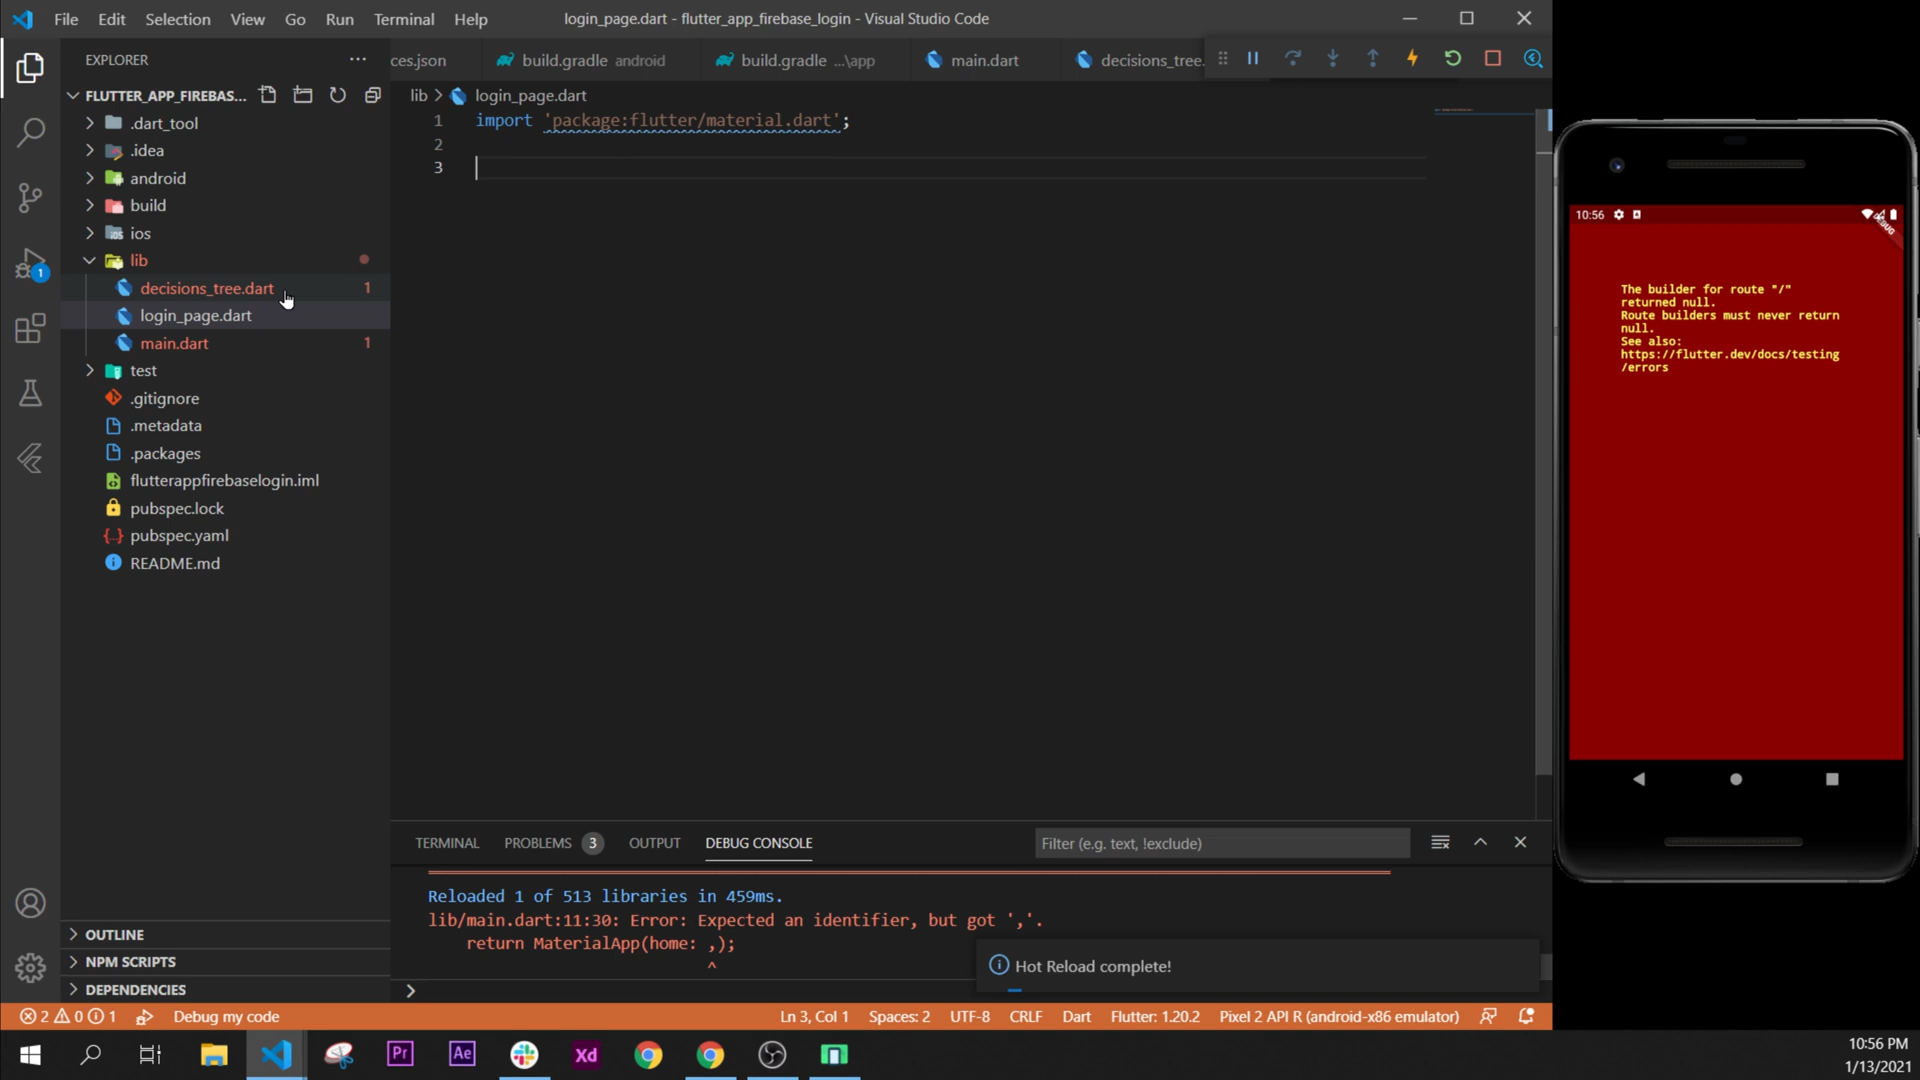 File Edit Selection View Go Run Terminal Help
login_page.dart - flutter_app_firebase_login - Visual Studio Code
EXPLORER
ces.json
build.gradle android
build.gradle ...\app
main.dart
decisions_tree.
FLUTTER_APP_FIREBAS...
lib > login_page.dart
.dart_tool
.idea
android
build
ios
lib
decisions_tree.dart 1
login_page.dart
main.dart 1
test
.gitignore
.metadata
.packages
flutterappfirebaselogin.iml
pubspec.lock
pubspec.yaml
README.md
1 import 'package:flutter/material.dart';
2
3
OUTLINE
NPM SCRIPTS
DEPENDENCIES
TERMINAL PROBLEMS 3 OUTPUT DEBUG CONSOLE
Filter (e.g. text, !exclude)
Reloaded 1 of 513 libraries in 459ms.
lib/main.dart:11:30: Error: Expected an identifier, but got ','.
return MaterialApp(home: ,);
^
Hot Reload complete!
>
2 0 1 Debug my code
Ln 3, Col 1 Spaces: 2 UTF-8 CRLF Dart Flutter: 1.20.2 Pixel 2 API R (android-x86 emulator)
1
Pr
Ae
Xd
10:56 PM
1/13/2021
10:56
DEBUG
The builder for route "/"
returned null.
Route builders must never return
null.
See also:
https://flutter.dev/docs/testing
/errors